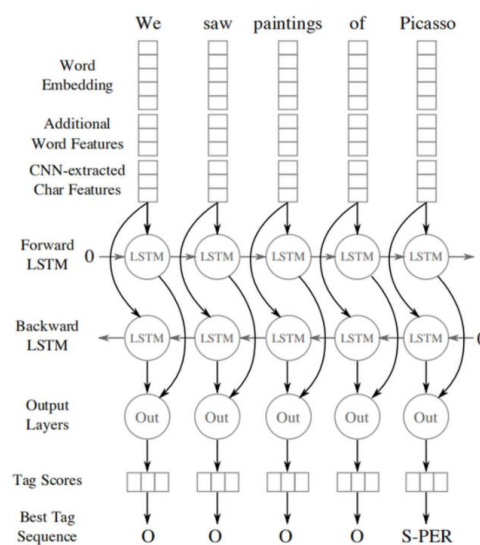 We saw paintings of Picasso
Word
Embedding
Additional
Word Features
CNN-extracted
Char Features
Forward
LSTM
0 LSTM LSTM LSTM LSTM LSTM
Backward
LSTM
LSTM LSTM LSTM LSTM LSTM 0
Output
Layers
Out Out Out Out Out
Tag Scores
Best Tag
Sequence
O O O O S-PER